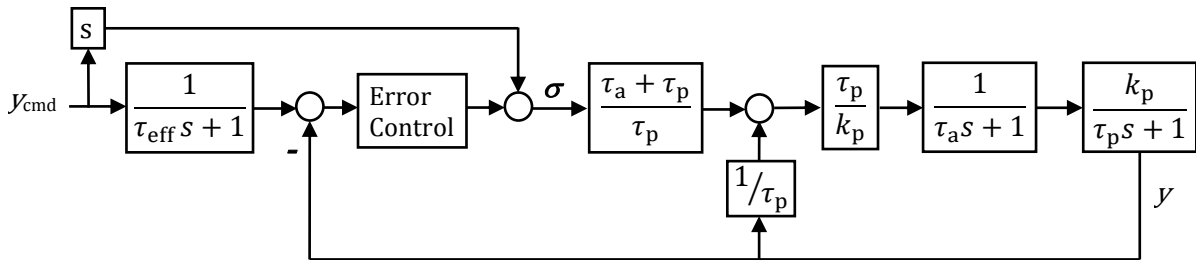 s
y_cmd
1
τ_eff s + 1
-
Error
Control
σ
τ_a + τ_p
τ_p
τ_p
k_p
1
τ_a s + 1
k_p
τ_p s + 1
1/τ_p
y